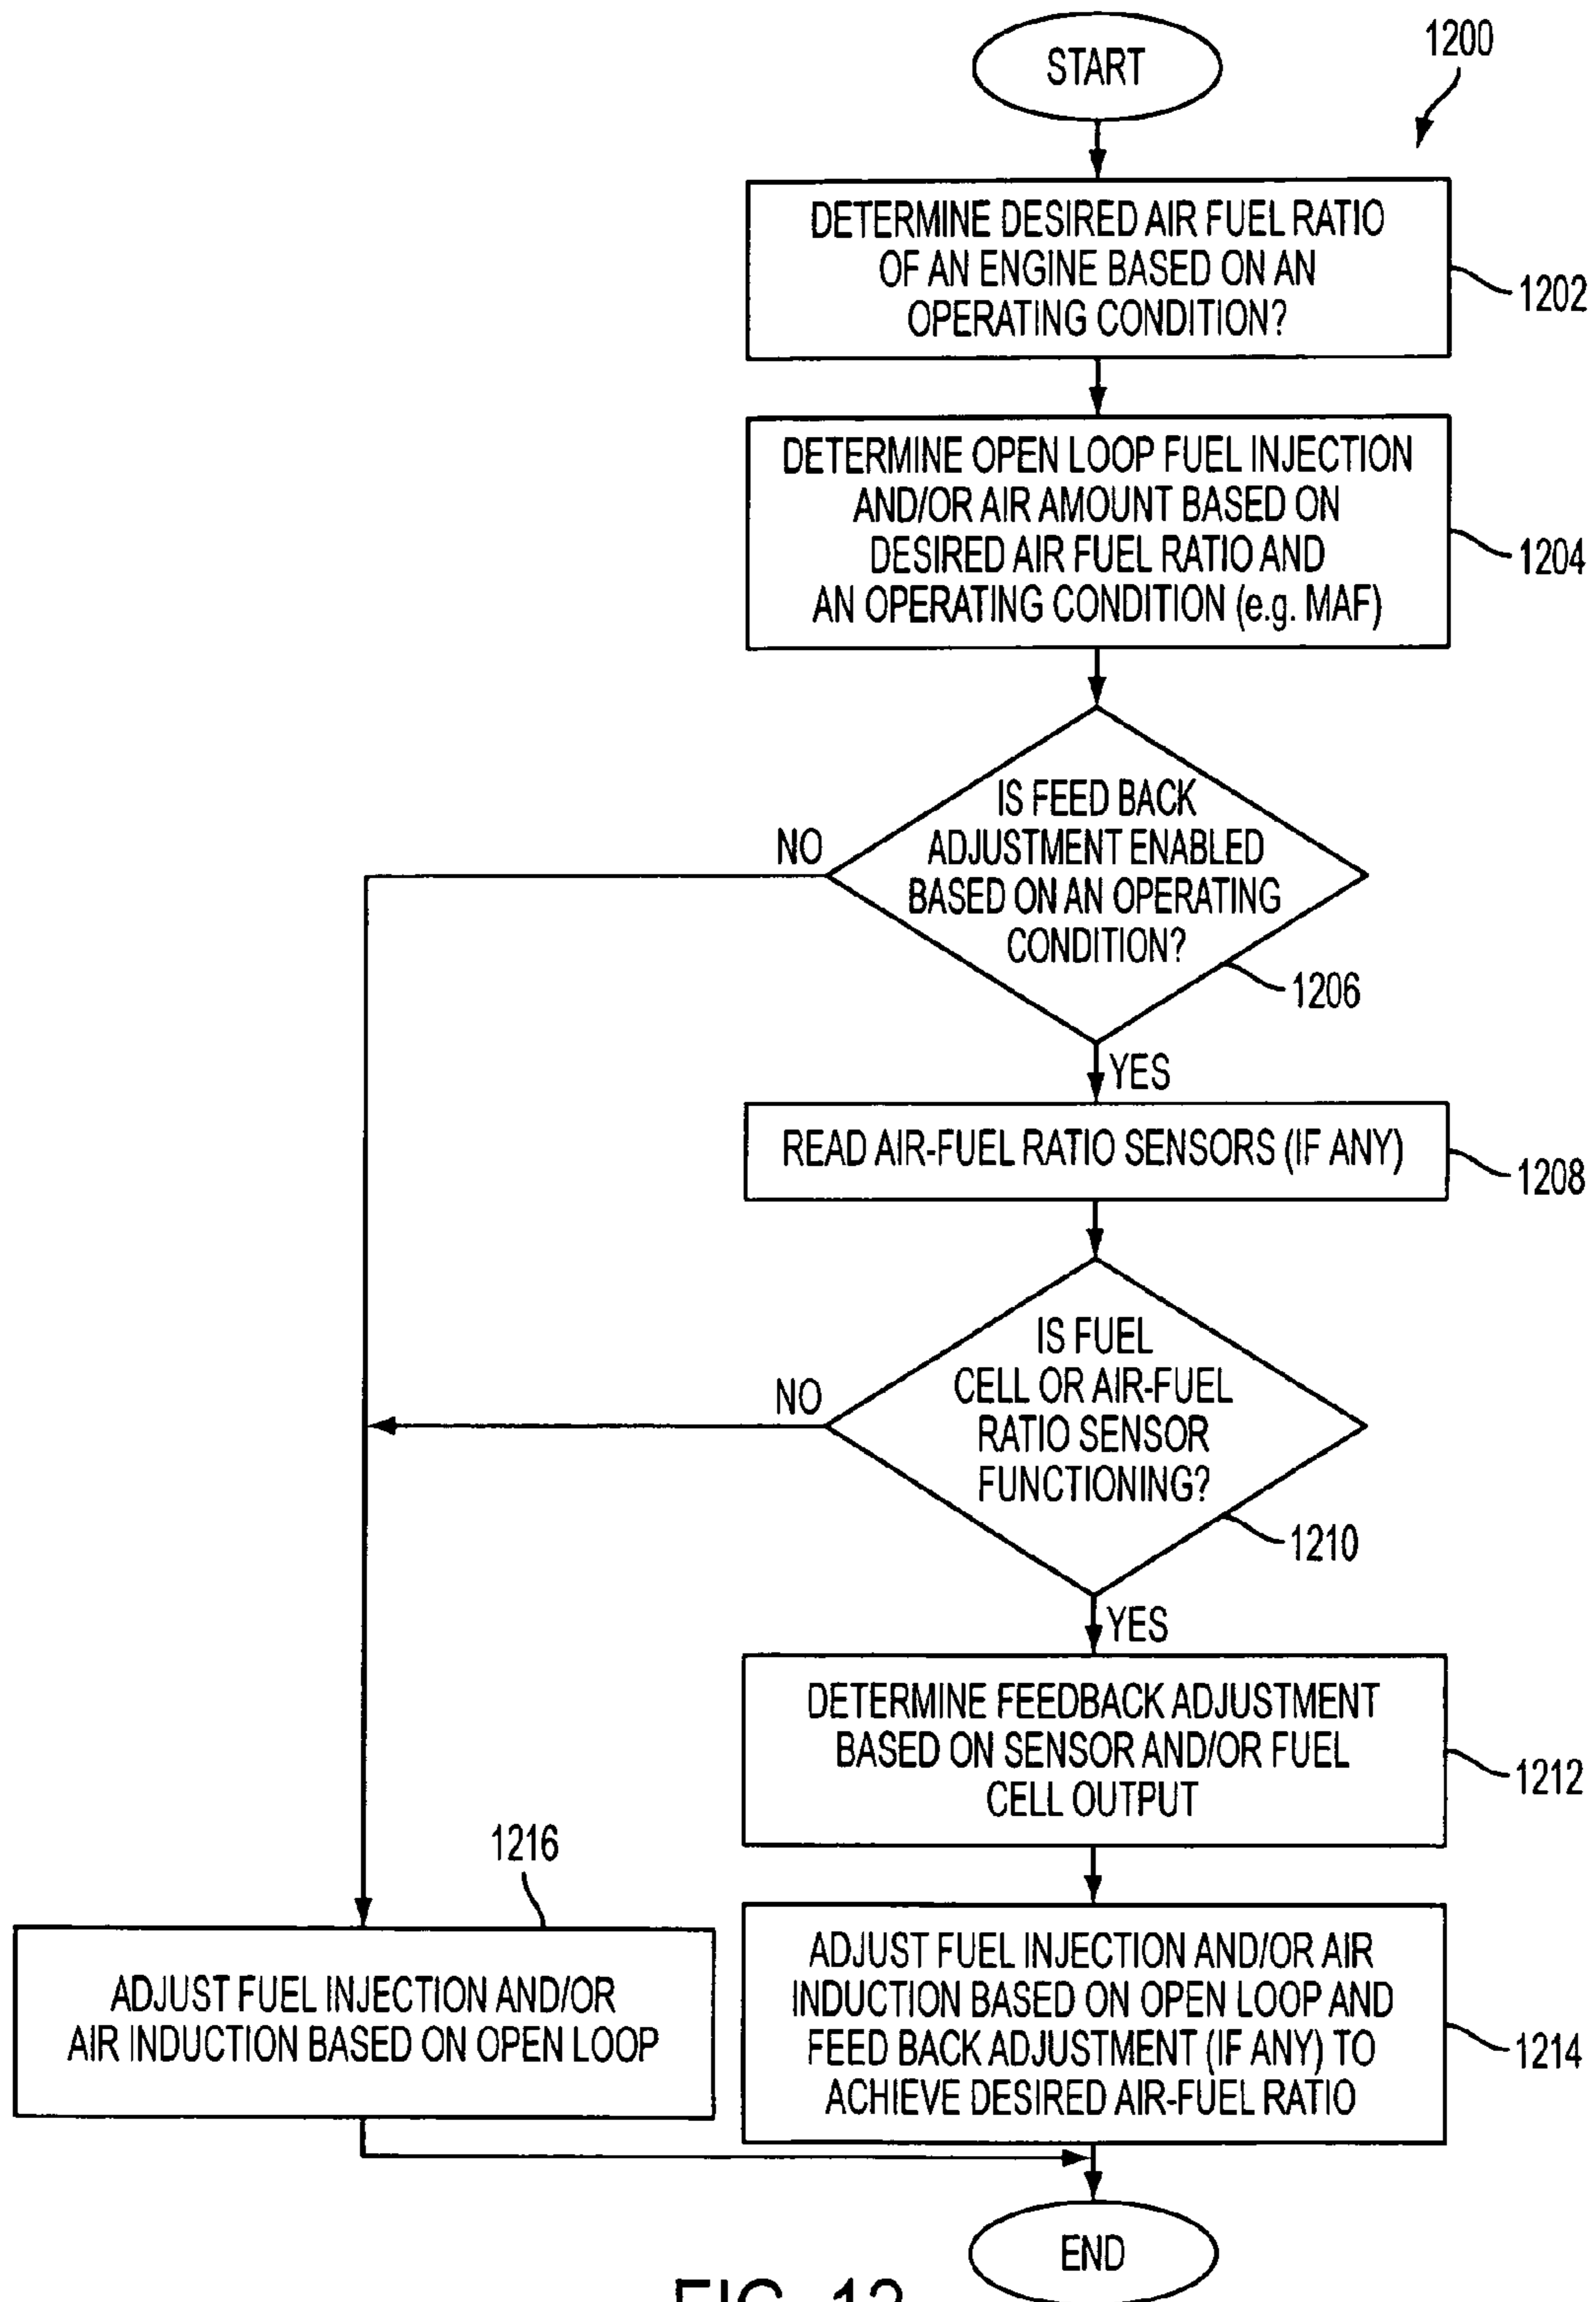 START
1200
DETERMINE DESIRED AIR FUEL RATIO
OF AN ENGINE BASED ON AN
OPERATING CONDITION?
1202
DETERMINE OPEN LOOP FUEL INJECTION
AND/OR AIR AMOUNT BASED ON
DESIRED AIR FUEL RATIO AND
AN OPERATING CONDITION (e.g. MAF)
1204
IS FEED BACK
ADJUSTMENT ENABLED
BASED ON AN OPERATING
CONDITION?
NO
1206
YES
READ AIR-FUEL RATIO SENSORS (IF ANY)
1208
IS FUEL
CELL OR AIR-FUEL
RATIO SENSOR
FUNCTIONING?
NO
1210
YES
DETERMINE FEEDBACK ADJUSTMENT
BASED ON SENSOR AND/OR FUEL
CELL OUTPUT
1212
1216
ADJUST FUEL INJECTION AND/OR
AIR INDUCTION BASED ON OPEN LOOP
ADJUST FUEL INJECTION AND/OR AIR
INDUCTION BASED ON OPEN LOOP AND
FEED BACK ADJUSTMENT (IF ANY) TO
ACHIEVE DESIRED AIR-FUEL RATIO
1214
END
FIG. 12